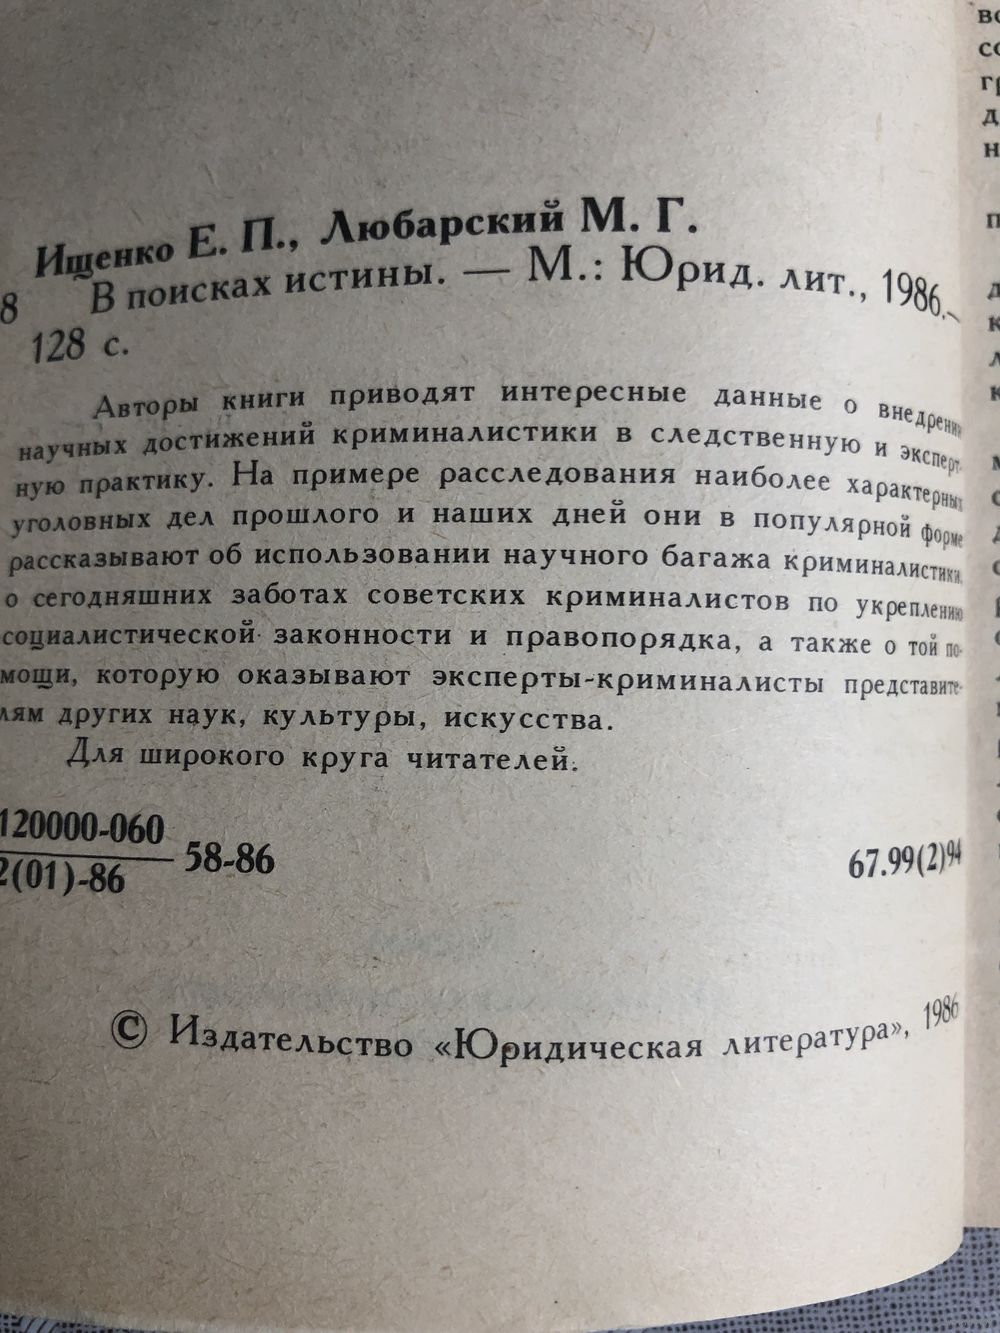 Ищенко Е. П., Любарский М. Г.
8 В поисках истины. — М.: Юрид. лит., 1986.—
128 с.
Авторы книги приводят интересные данные о внедрении
научных достижений криминалистики в следственную и эксперт-
ную практику. На примере расследования наиболее характерных
уголовных дел прошлого и наших дней они в популярной форме
рассказывают об использовании научного багажа криминалистики,
о сегодняшних заботах советских криминалистов по укреплению
социалистической законности и правопорядка, а также о той по-
мощи, которую оказывают эксперты-криминалисты представите-
лям других наук, культуры, искусства.
Для широкого круга читателей.
120000-060
2(01)-86 58-86
67.99(2)94
© Издательство «Юридическая литература», 1986